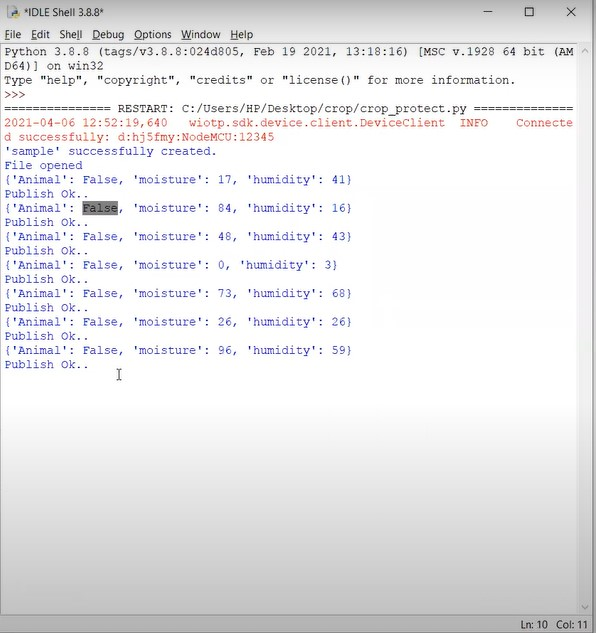 *IDLE Shell 3.8.8*
File Edit Shell Debug Options Window Help
Python 3.8.8 (tags/v3.8.8:024d805, Feb 19 2021, 13:18:16) [MSC v.1928 64 bit (AM
D64)] on win32
Type "help", "copyright", "credits" or "license()" for more information.
>>>
=============== RESTART: C:/Users/HP/Desktop/crop/crop_protect.py ==============
2021-04-06 12:52:19,640   wiotp.sdk.device.client.DeviceClient  INFO    Connecte
d successfully: d:hj5fmy:NodeMCU:12345
'sample' successfully created.
File opened
{'Animal': False, 'moisture': 17, 'humidity': 41}
Publish Ok..
{'Animal': False, 'moisture': 84, 'humidity': 16}
Publish Ok..
{'Animal': False, 'moisture': 48, 'humidity': 43}
Publish Ok..
{'Animal': False, 'moisture': 0, 'humidity': 3}
Publish Ok..
{'Animal': False, 'moisture': 73, 'humidity': 68}
Publish Ok..
{'Animal': False, 'moisture': 26, 'humidity': 26}
Publish Ok..
{'Animal': False, 'moisture': 96, 'humidity': 59}
Publish Ok..
Ln: 10 Col: 11